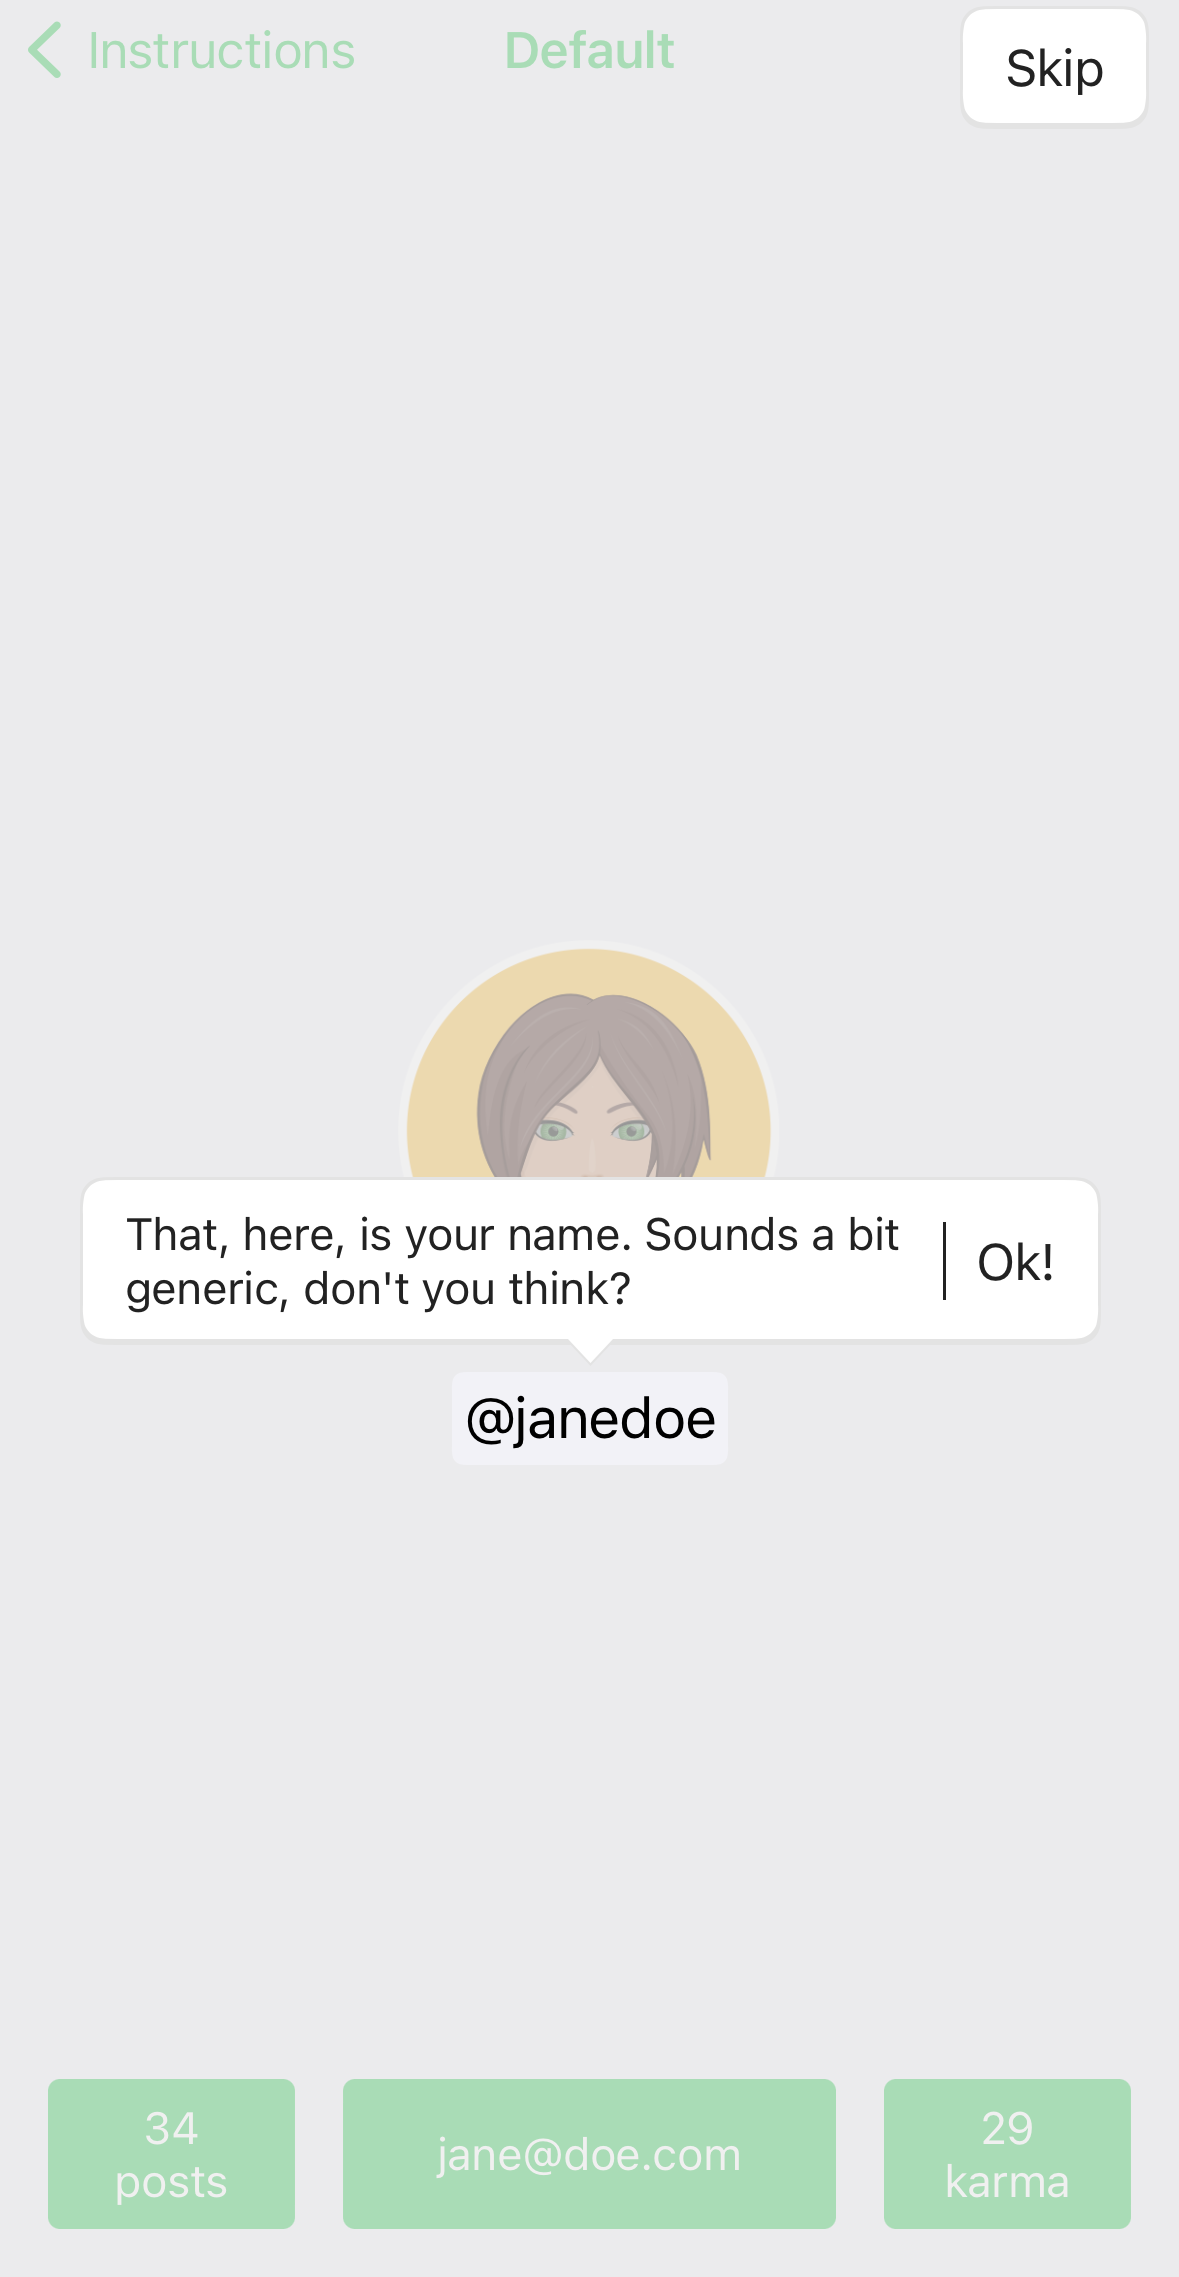 Instructions
Default
Skip
That, here, is your name. Sounds a bit
generic, don't you think?
Ok!
@janedoe
34
posts
jane@doe.com
29
karma